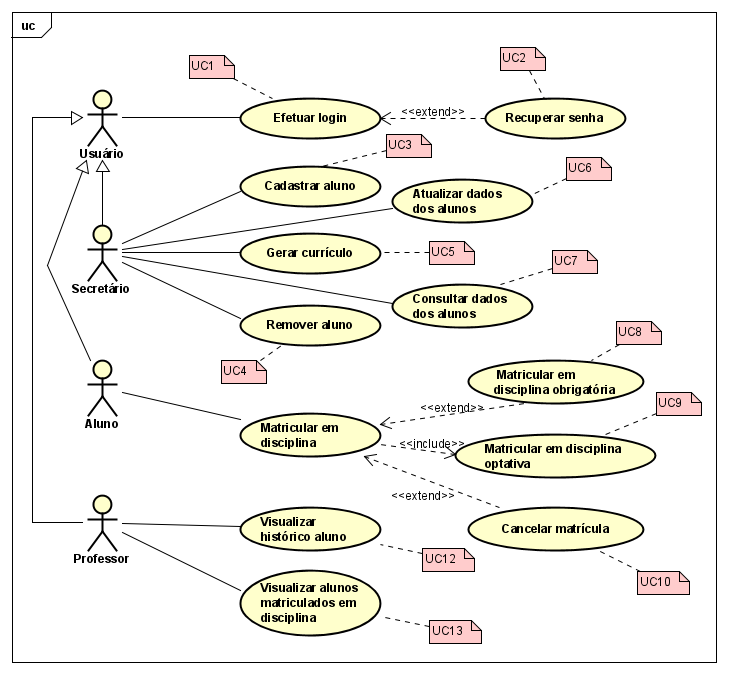 uc
UC1
UC2
Efetuar login
<<extend>>
Recuperar senha
Usuário
UC3
Cadastrar aluno
UC6
Atualizar dados
dos alunos
Gerar currículo
UC5
UC7
Secretário
Consultar dados
dos alunos
Remover aluno
UC8
UC4
Matricular em
disciplina obrigatória
Aluno
<<extend>>
UC9
Matricular em
disciplina
<<include>>
Matricular em disciplina
optativa
<<extend>>
Professor
Visualizar
histórico aluno
Cancelar matrícula
UC12
UC10
Visualizar alunos
matriculados em
disciplina
UC13